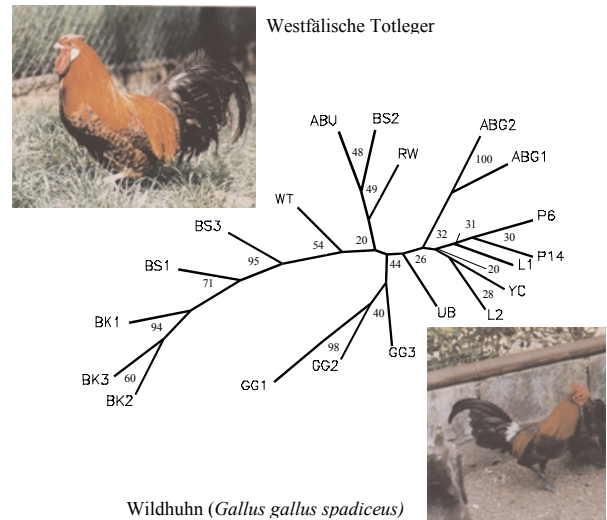 Westfälische Totleger
ABU
BS2
ABG2
48
RW
100
ABG1
49
WT
31
P6
BS3
32
30
20
54
P14
95
L1
BS1
44
26
20
71
YC
28
BK1
UB
L2
40
94
GG3
98
GG2
BK3
60
GG1
BK2
Wildhuhn (Gallus gallus spadiceus)